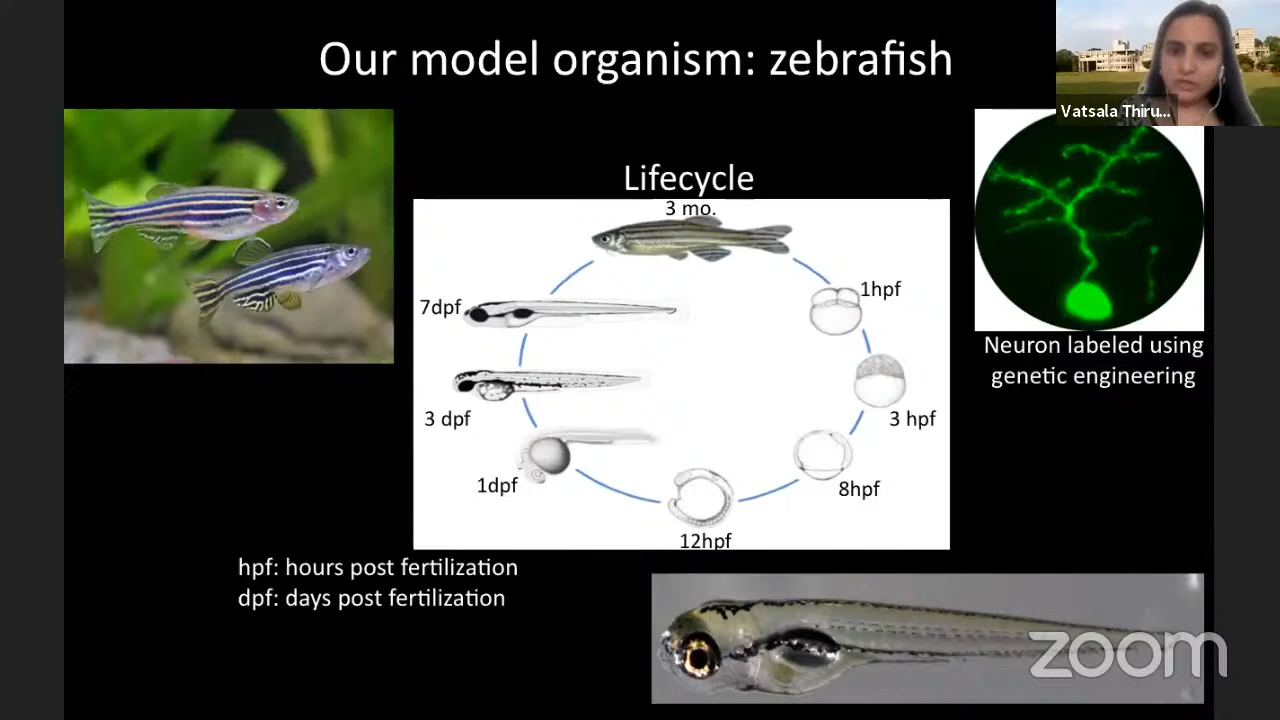 Our model organism: zebrafish
Vatsala Thiru...
Lifecycle
3 mo.
1hpf
7dpf
3 hpf
3 dpf
8hpf
1dpf
12hpf
Neuron labeled using
genetic engineering
hpf: hours post fertilization
dpf: days post fertilization
zoom